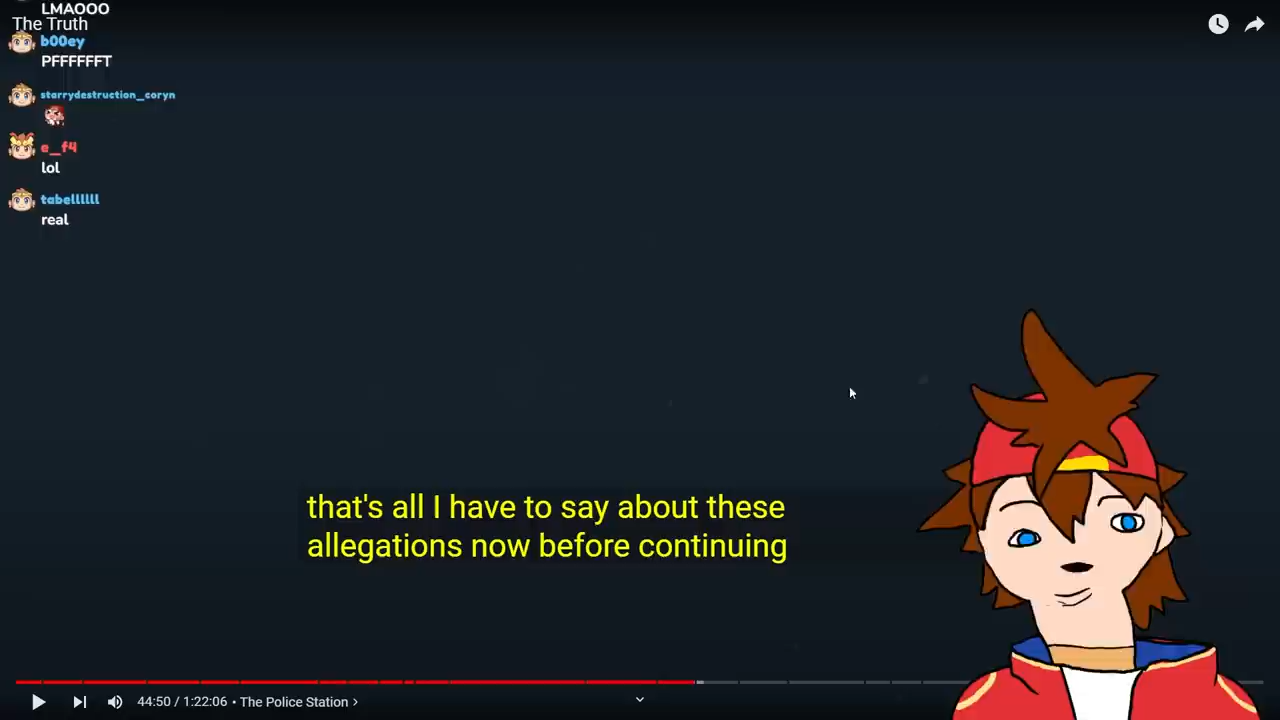 LMAOOO
The Truth
b00ey
PFFFFFFT
starrydestruction_coryn
e__f4
lol
tabellllll
real
that's all I have to say about these
allegations now before continuing
44:50 / 1:22:06 • The Police Station >